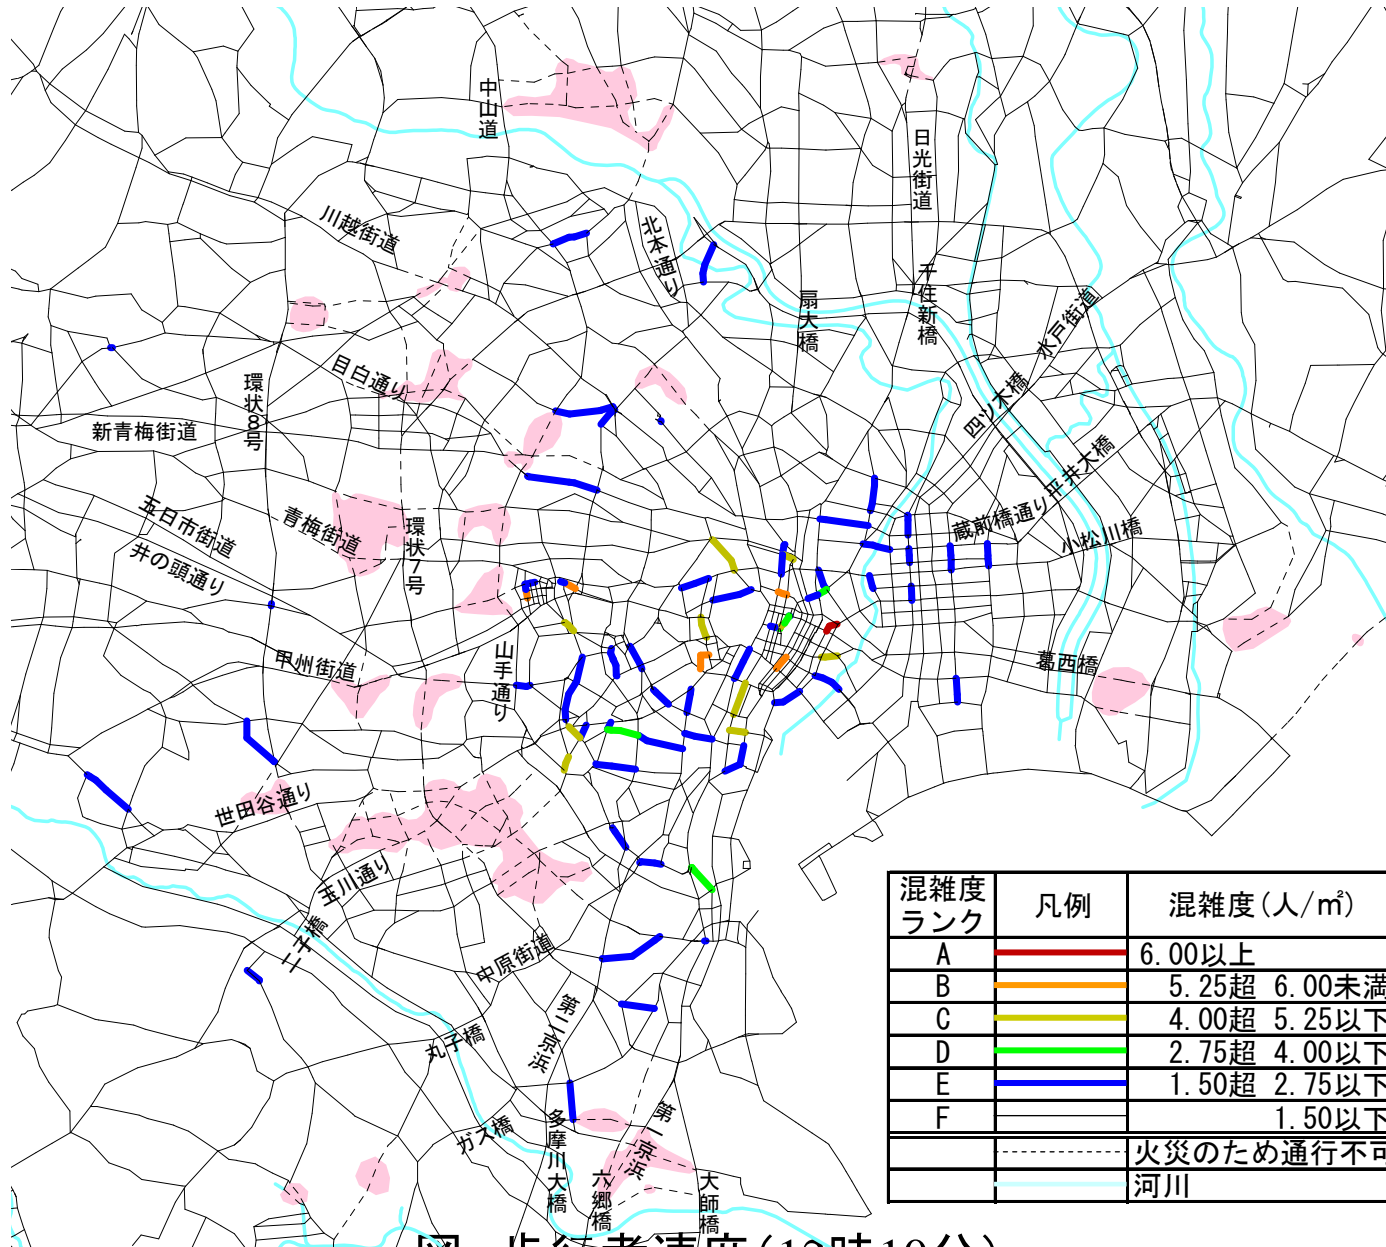 中山道
日光街道
川越街道
北本通り
千住新橋
扇大橋
水戸街道
目白通り
環状8号
四ツ木橋
新青梅街道
平井大橋
五日市街道
青梅街道
環状7号
蔵前橋通り
小松川橋
井の頭通り
甲州街道
山手通り
葛西橋
世田谷通り
玉川通り
二子橋
中原街道
第二京浜
丸子橋
ガス橋
多摩川大橋
第一京浜
六郷橋
大師橋
混雑度ランク 凡例 混雑度(人/㎡)
A 6.00以上
B 5.25超 6.00未満
C 4.00超 5.25以下
D 2.75超 4.00以下
E 1.50超 2.75以下
F 1.50以下
火災のため通行不可
河川